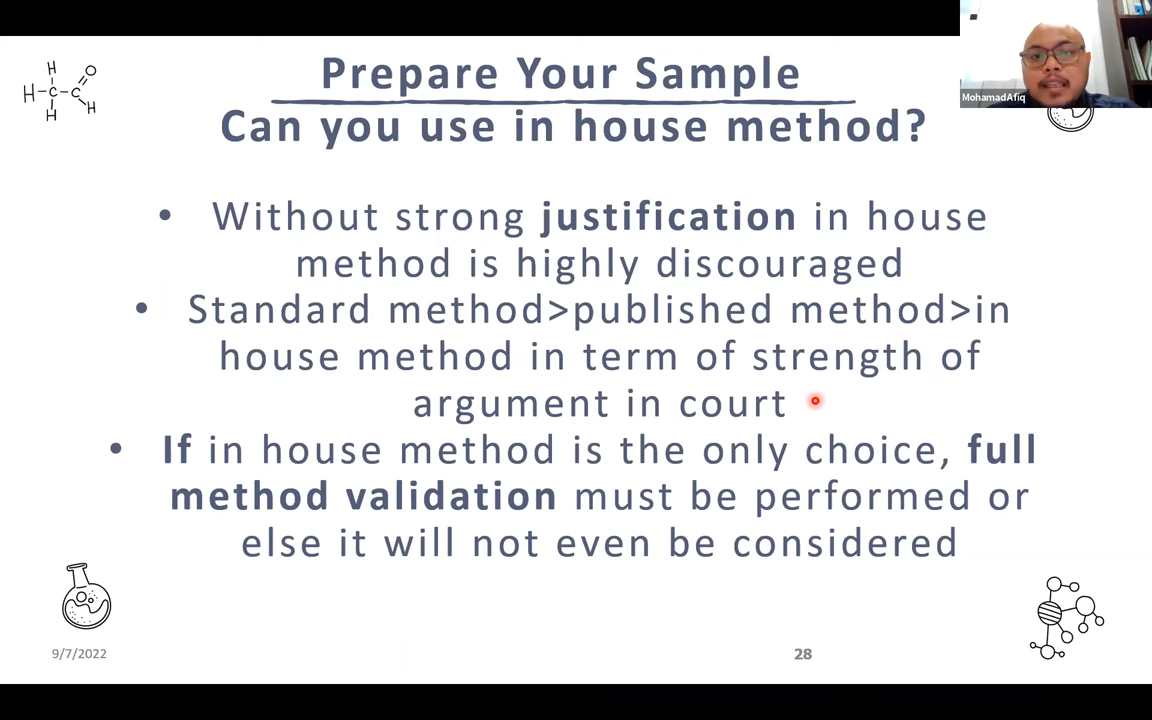 Prepare Your Sample
Can you use in house method?
MohamadAfiq
H
H-C-C
O
H
H
• Without strong justification in house
method is highly discouraged
• Standard method>published method>in
house method in term of strength of
argument in court
• If in house method is the only choice, full
method validation must be performed or
else it will not even be considered
9/7/2022
28